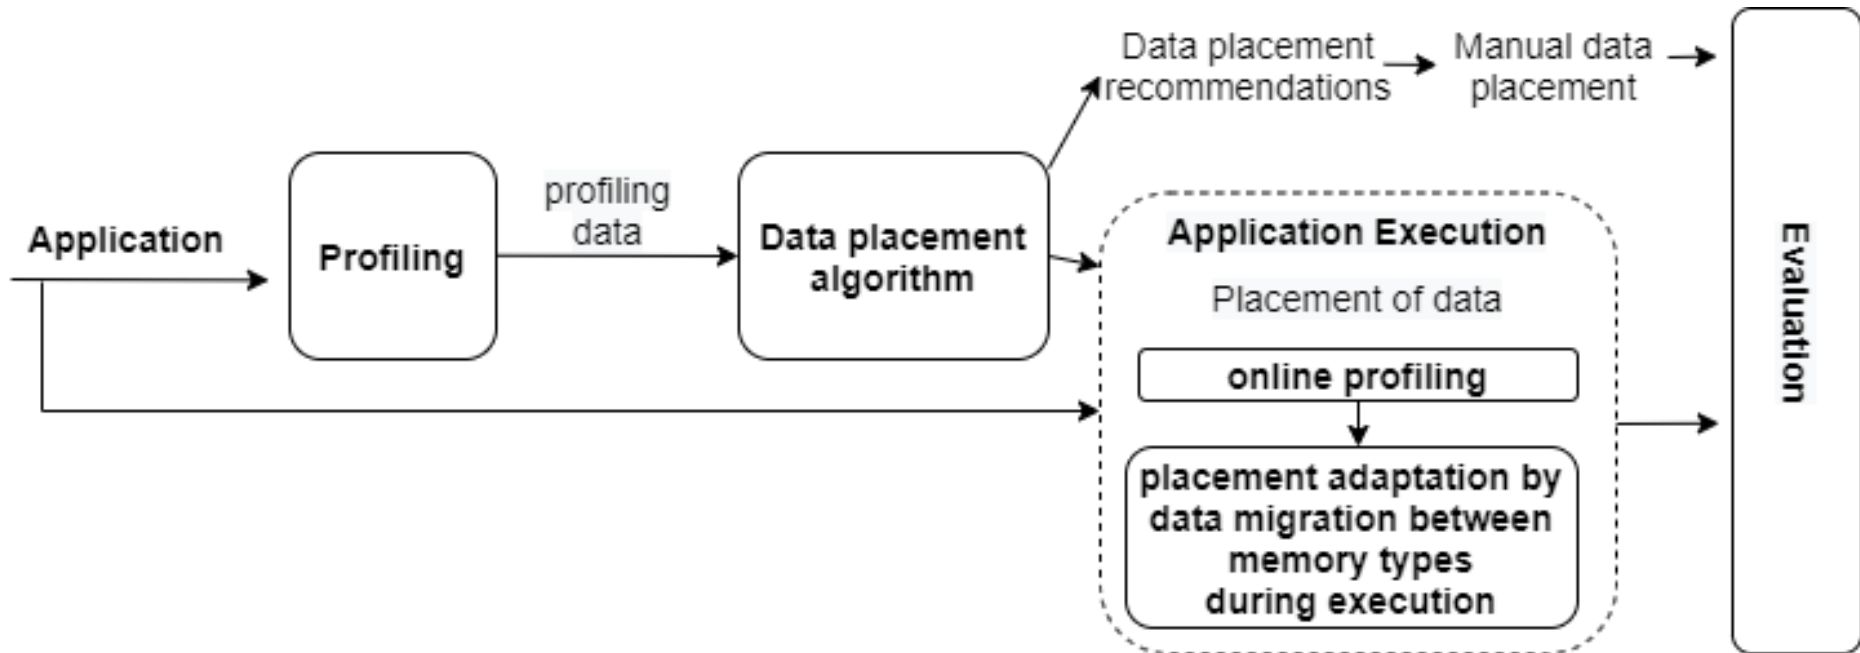 Data placement
recommendations
Manual data
placement
Application
Profiling
profiling
data
Data placement
algorithm
Application Execution
Placement of data
online profiling
placement adaptation by
data migration between
memory types
during execution
Evaluation